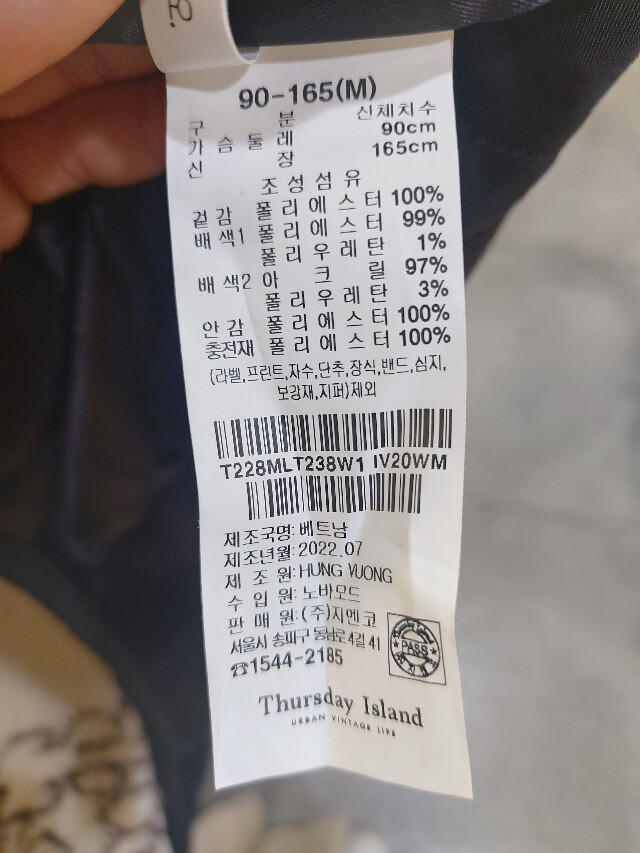 90-165(M)
구 분 신체치수
가 슴 둘 레 90cm
신 장 165cm
조 성 섬 유
겉 감 폴 리 에 스 터 100%
배 색1 폴 리 에 스 터 99%
폴 리 우 레 탄 1%
배 색2 아 크 릴 97%
폴 리 우 레 탄 3%
안 감 폴 리 에 스 터 100%
충전재 폴 리 에 스 터 100%
(라벨,프린트,자수,단추,장식,밴드,심지,
보강재,지퍼)제외
T228MLT238W1 IV20WM
제조국명:베트남
제조년월:2022.07
제 조 원:HUNG VUONG
수 입 원:노바모드
판 매 원:(주)지엔코
서울시 송파구 동남로4길 41
☎1544-2185
PASS
Thursday Island
URBAN VINTAGE LIFE